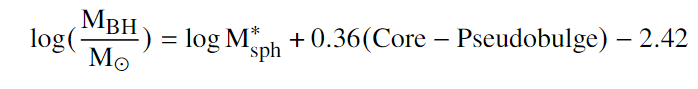 log(M_BH/M_⊙) = log M*_sph + 0.36(Core − Pseudobulge) − 2.42